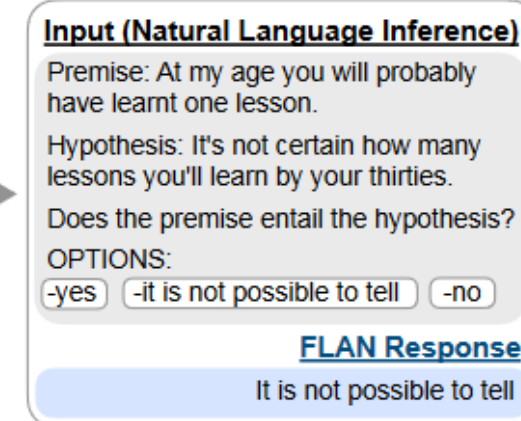 Input (Natural Language Inference)
Premise: At my age you will probably
have learnt one lesson.
Hypothesis: It's not certain how many
lessons you'll learn by your thirties.
Does the premise entail the hypothesis?
OPTIONS:
-yes -it is not possible to tell -no
FLAN Response
It is not possible to tell